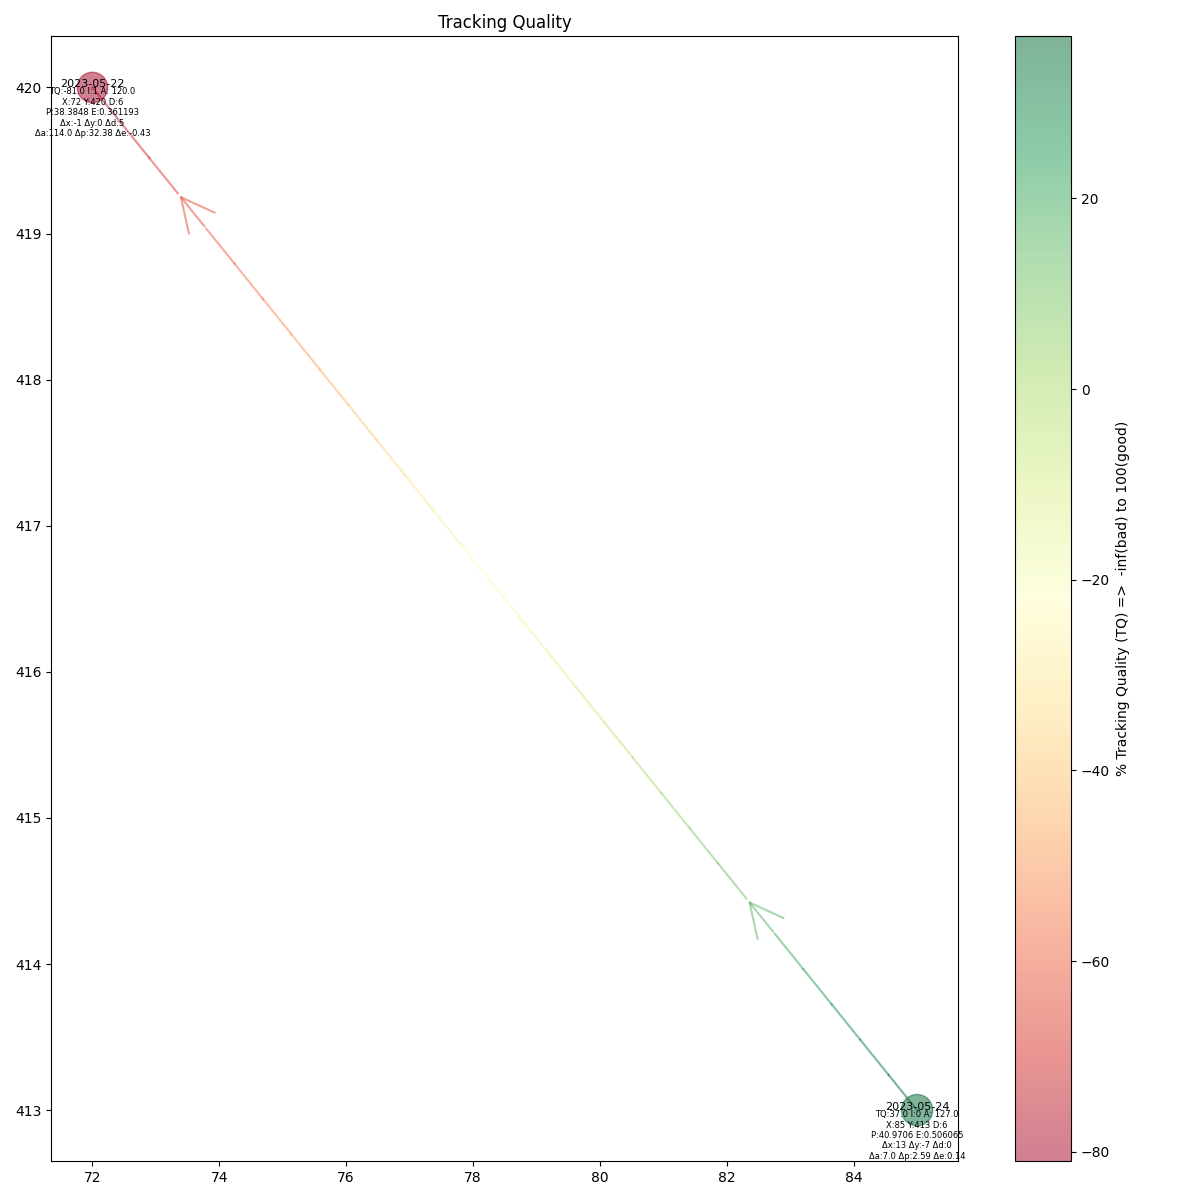 Tracking Quality
420
419
418
417
416
415
414
413
72
74
76
78
80
82
84
2023-05-22
TQ:-81.0 I:1 A: 120.0
X:72 Y:420 D:6
P:38.3848 E:0.361193
Δx:-1 Δy:0 Δd:5
Δa:114.0 Δp:32.38 Δe:-0.43
2023-05-24
TQ:37.0 I:0 A: 127.0
X:85 Y:413 D:6
P:40.9706 E:0.506065
Δx:13 Δy:-7 Δd:0
Δa:7.0 Δp:2.59 Δe:0.14
20
0
−20
−40
−60
−80
% Tracking Quality (TQ) => -inf(bad) to 100(good)